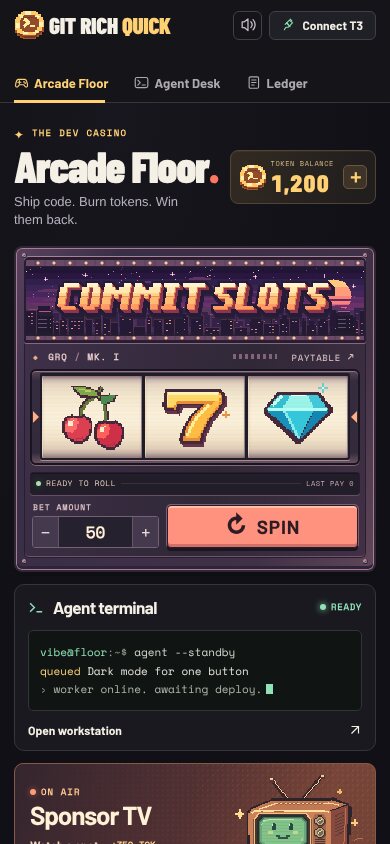 GIT RICH QUICK
Connect T3
Arcade Floor
Agent Desk
Ledger
THE DEV CASINO
Arcade Floor.
TOKEN BALANCE
1,200
+
Ship code. Burn tokens. Win
them back.
COMMIT SLOTS
GRQ / MK. I
PAYTABLE ↗
7
READY TO ROLL
LAST PAY 0
BET AMOUNT
− 50 +
SPIN
Agent terminal
READY
vibe@floor:~$ agent --standby
queued Dark mode for one button
› worker online. awaiting deploy.
Open workstation
ON AIR
Sponsor TV